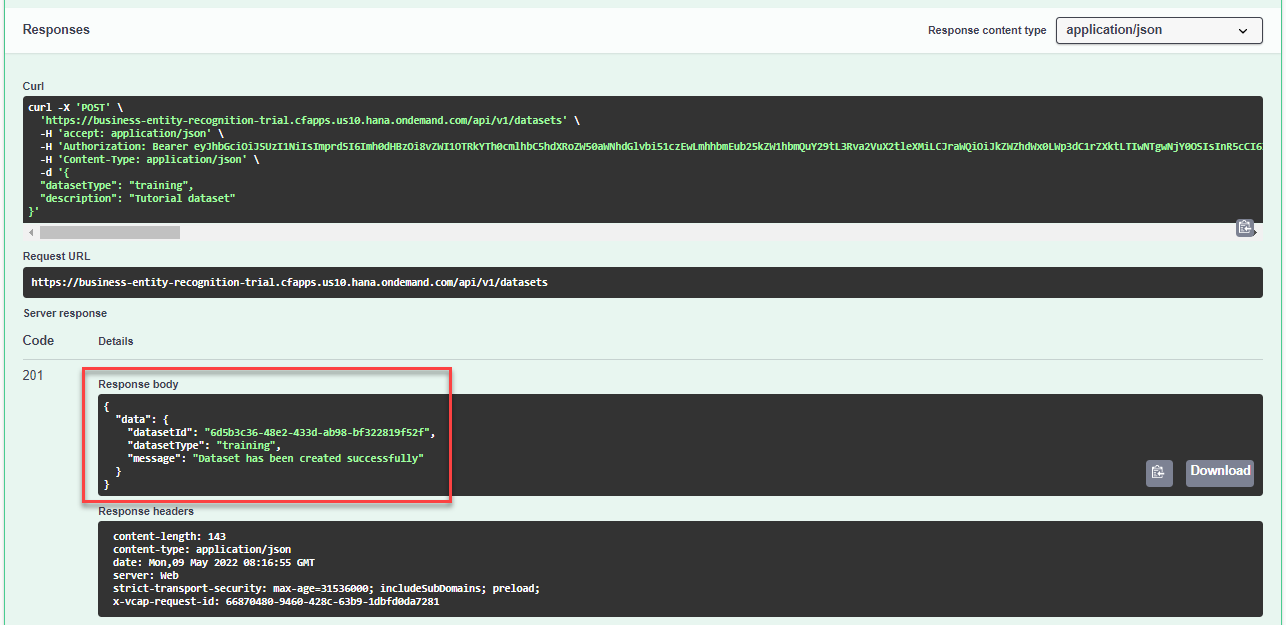 Responses
Response content type
application/json
Curl
curl -X 'POST' \
'https://business-entity-recognition-trial.cfapps.us10.hana.ondemand.com/api/v1/datasets' \
-H 'accept: application/json' \
-H 'Authorization: Bearer
-H 'Content-Type: application/json' \
-d '{
"datasetType": "training",
"description": "Tutorial dataset"
}'
Request URL
https://business-entity-recognition-trial.cfapps.us10.hana.ondemand.com/api/v1/datasets
Server response
Code
Details
201
Response body
{
"data": {
"datasetId": "6d5b3c36-48e2-433d-ab98-bf322819f52f",
"datasetType": "training",
"message": "Dataset has been created successfully"
}
}
Download
Response headers
content-length: 143
content-type: application/json
date: Mon,09 May 2022 08:16:55 GMT
server: Web
strict-transport-security: max-age=31536000; includeSubDomains; preload;
x-vcap-request-id: 66870480-9460-428c-63b9-1dbfd0da7281